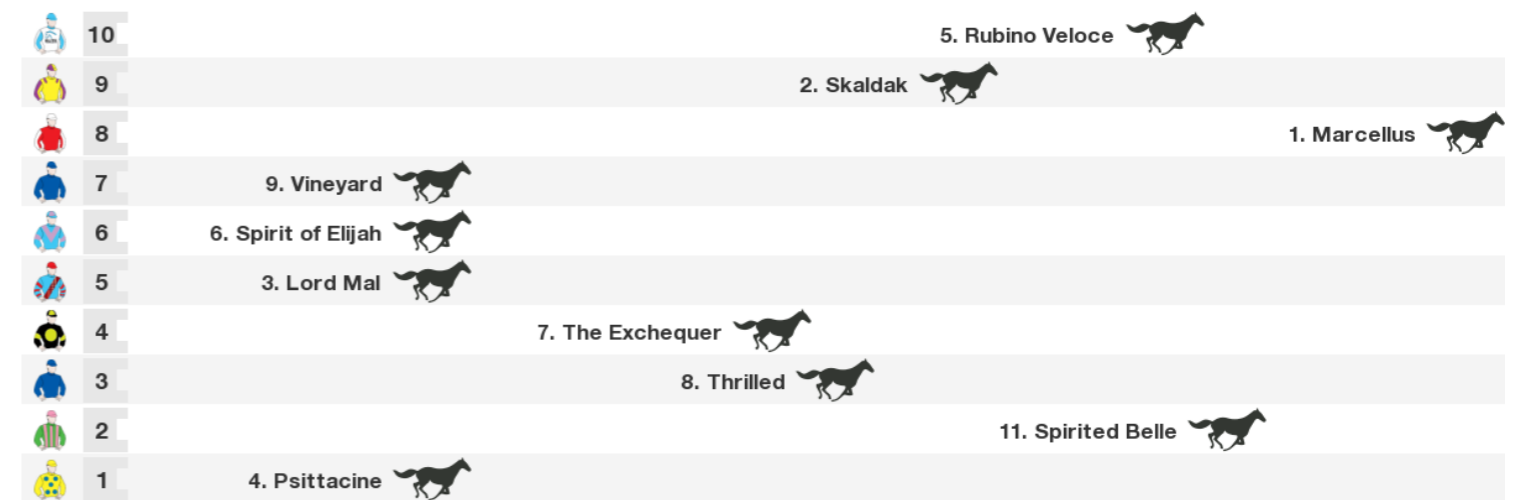 10 5. Rubino Veloce
9 2. Skaldak
8 1. Marcellus
7 9. Vineyard
6 6. Spirit of Elijah
5 3. Lord Mal
4 7. The Exchequer
3 8. Thrilled
2 11. Spirited Belle
1 4. Psittacine